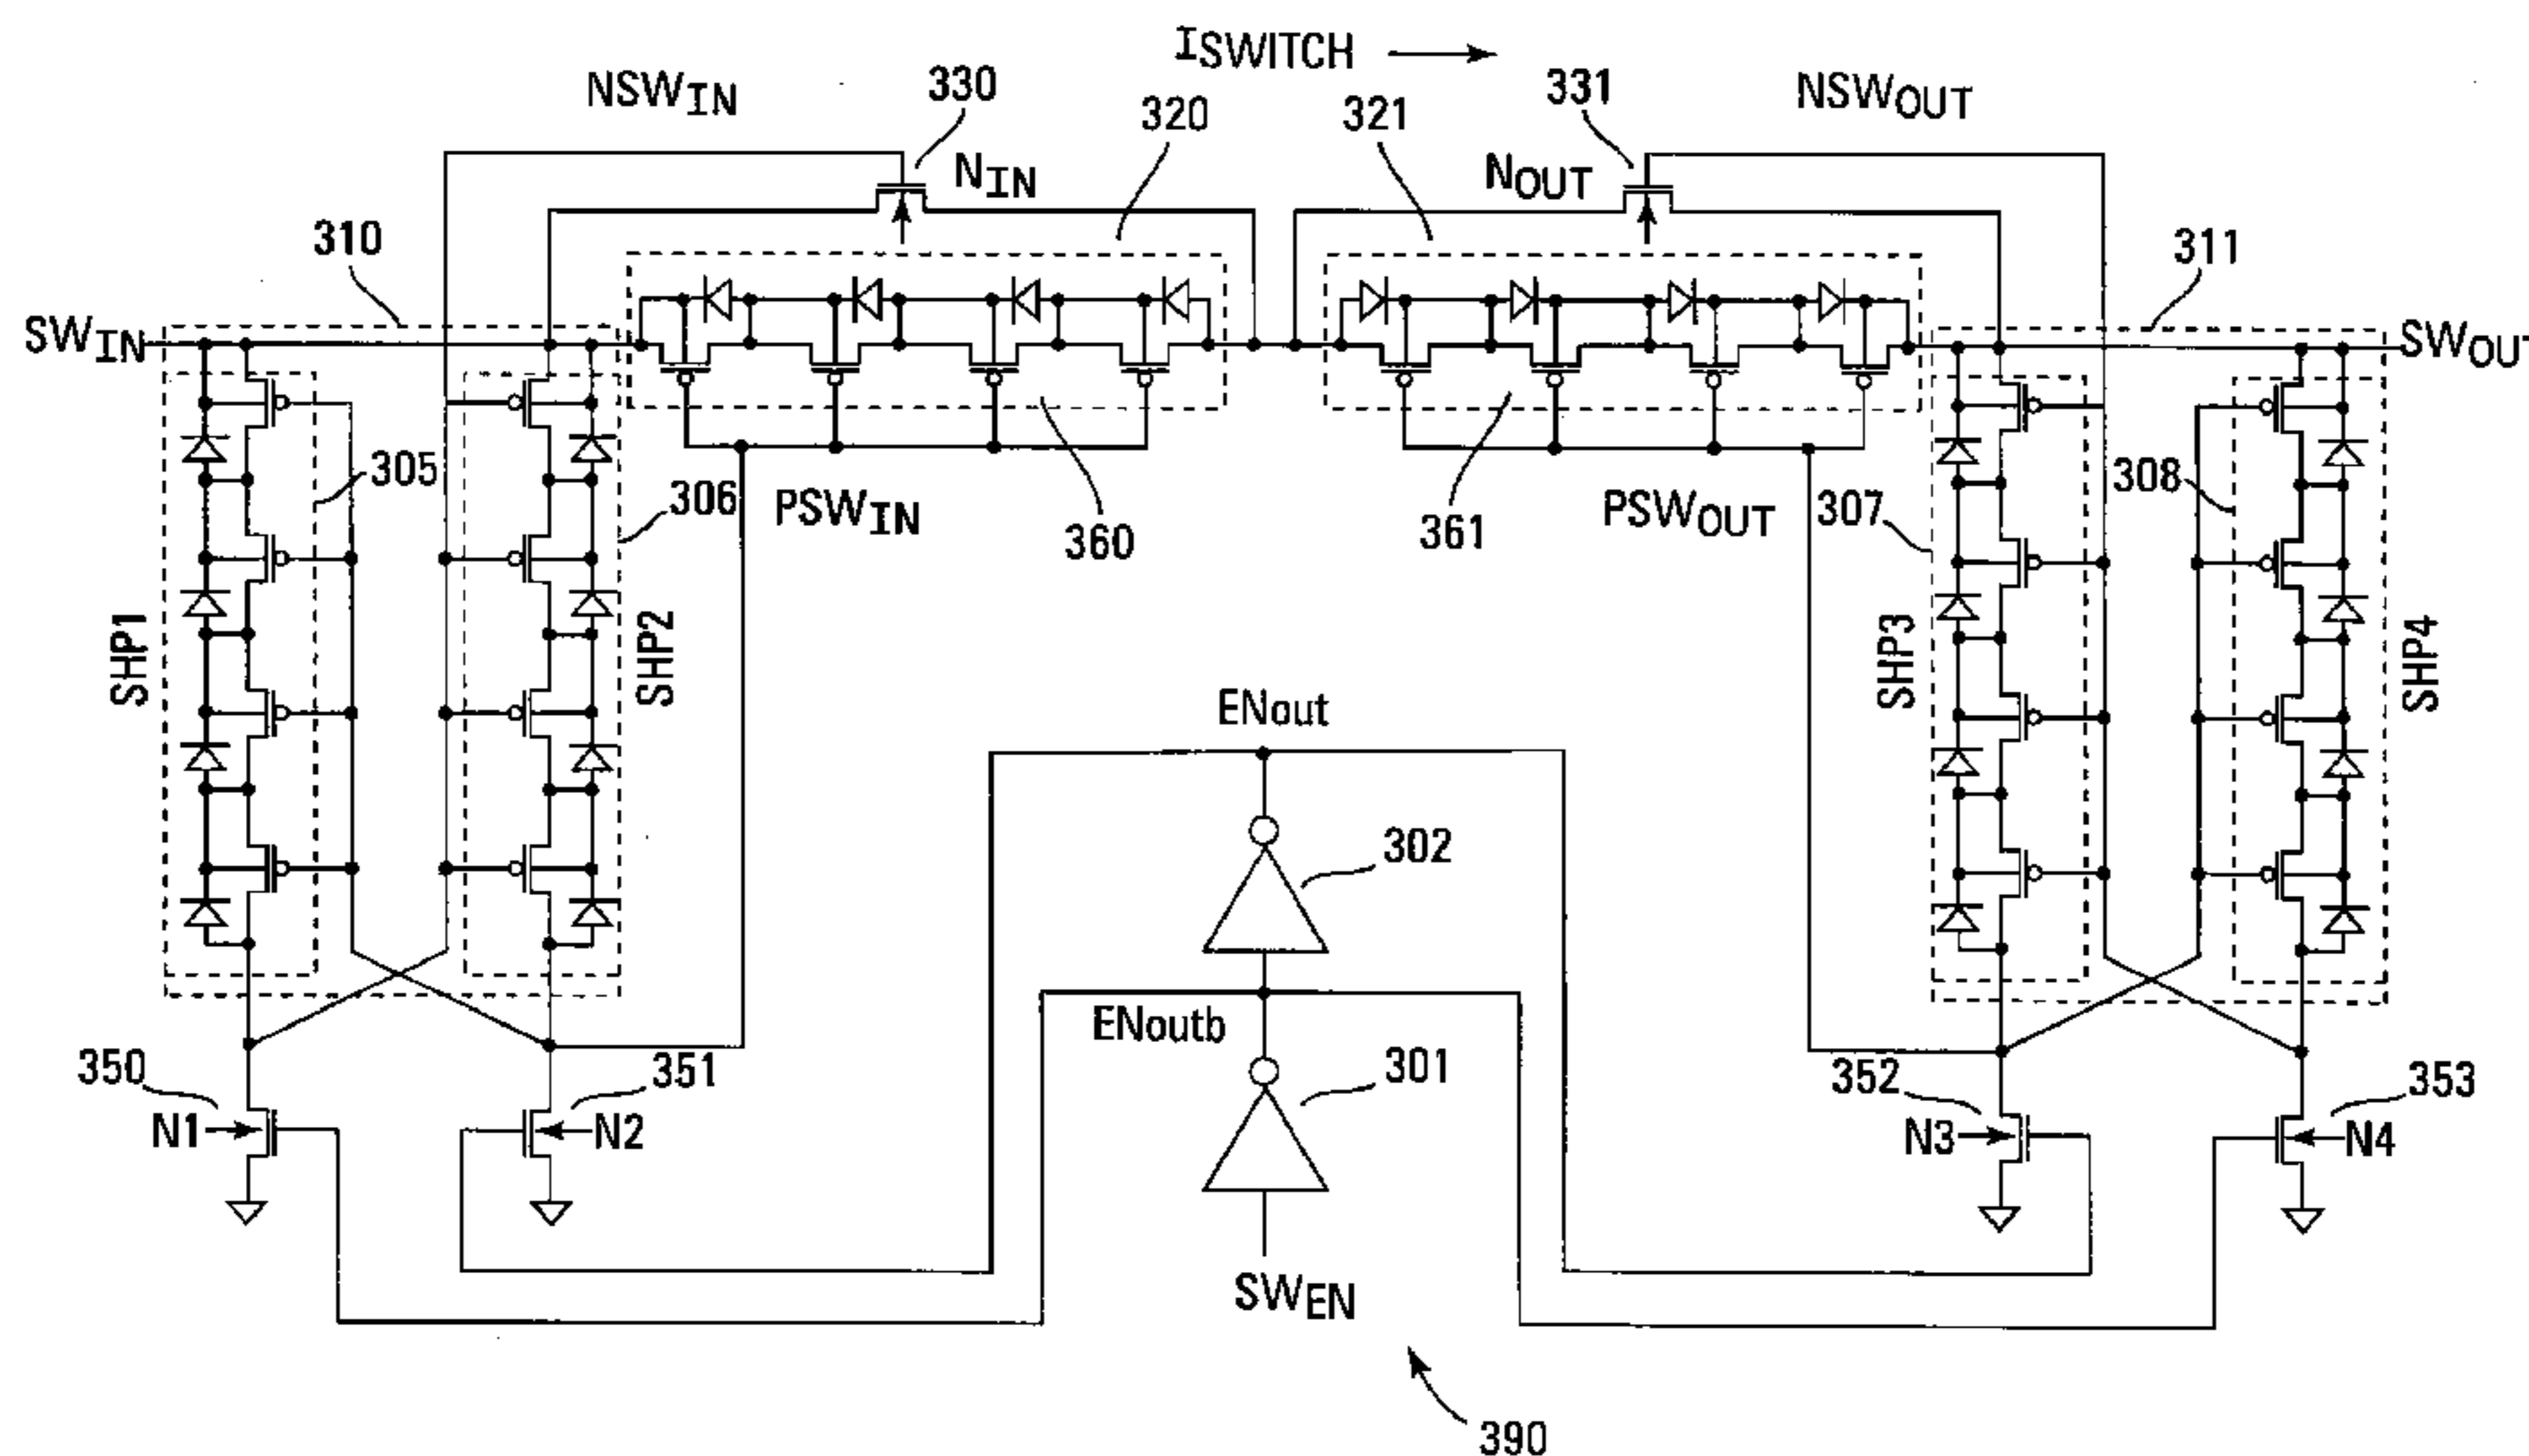 ISWITCH
NSWIN
330
320
321
331
NSWOUT
NIN
NOUT
310
311
SWIN
SWOUT
305
306
PSWIN
360
361
PSWOUT
307
308
SHP1
SHP2
SHP3
SHP4
ENout
302
ENoutb
301
350
351
352
353
N1
N2
N3
N4
SWEN
390